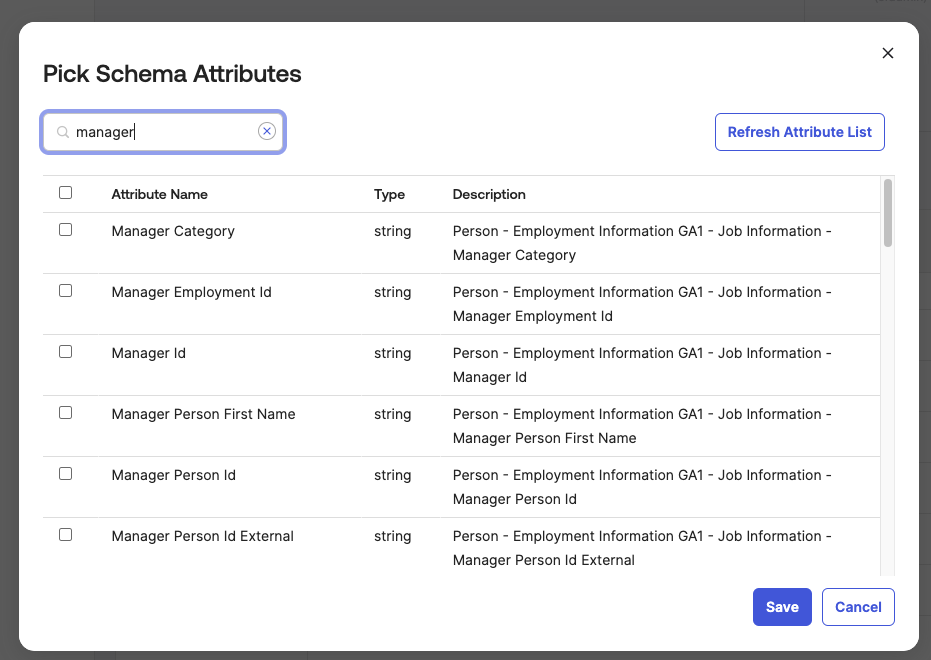 Pick Schema Attributes
manager
Refresh Attribute List
Attribute Name Type Description
Manager Category string Person - Employment Information GA1 - Job Information -
Manager Category
Manager Employment Id string Person - Employment Information GA1 - Job Information -
Manager Employment Id
Manager Id string Person - Employment Information GA1 - Job Information -
Manager Id
Manager Person First Name string Person - Employment Information GA1 - Job Information -
Manager Person First Name
Manager Person Id string Person - Employment Information GA1 - Job Information -
Manager Person Id
Manager Person Id External string Person - Employment Information GA1 - Job Information -
Manager Person Id External
Save Cancel